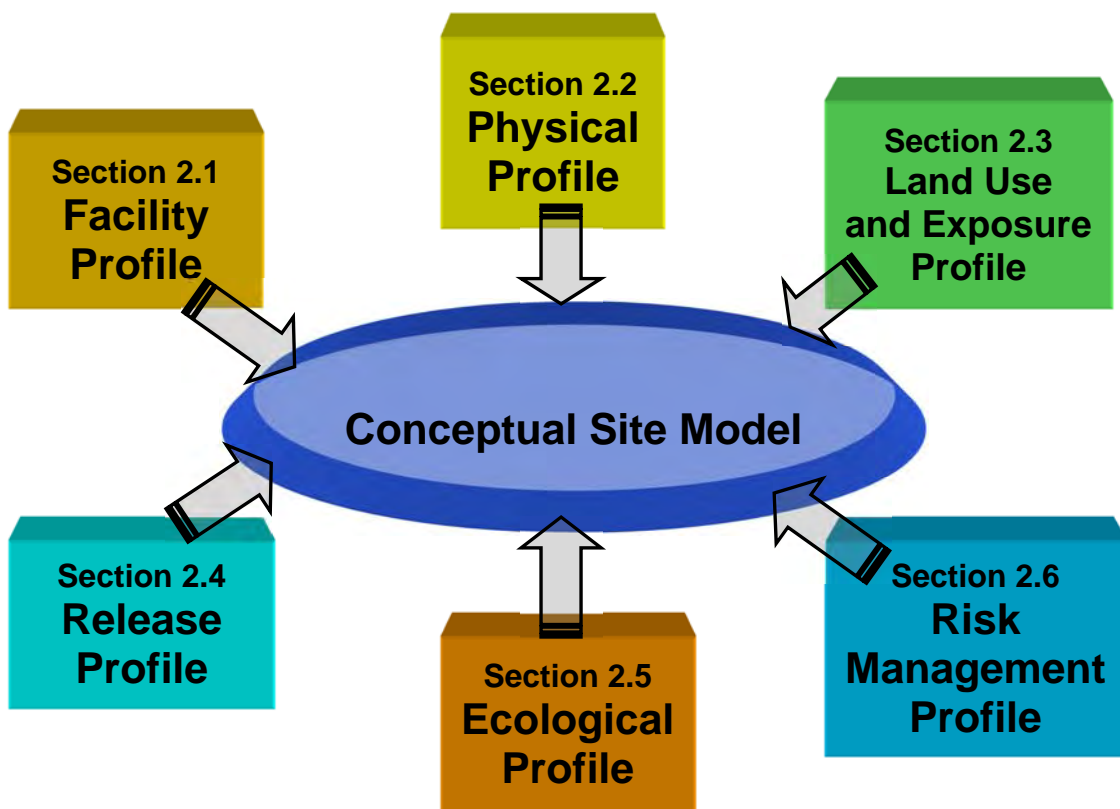 Section 2.1
Facility
Profile
Section 2.2
Physical
Profile
Section 2.3
Land Use
and Exposure
Profile
Conceptual Site Model
Section 2.4
Release
Profile
Section 2.5
Ecological
Profile
Section 2.6
Risk
Management
Profile